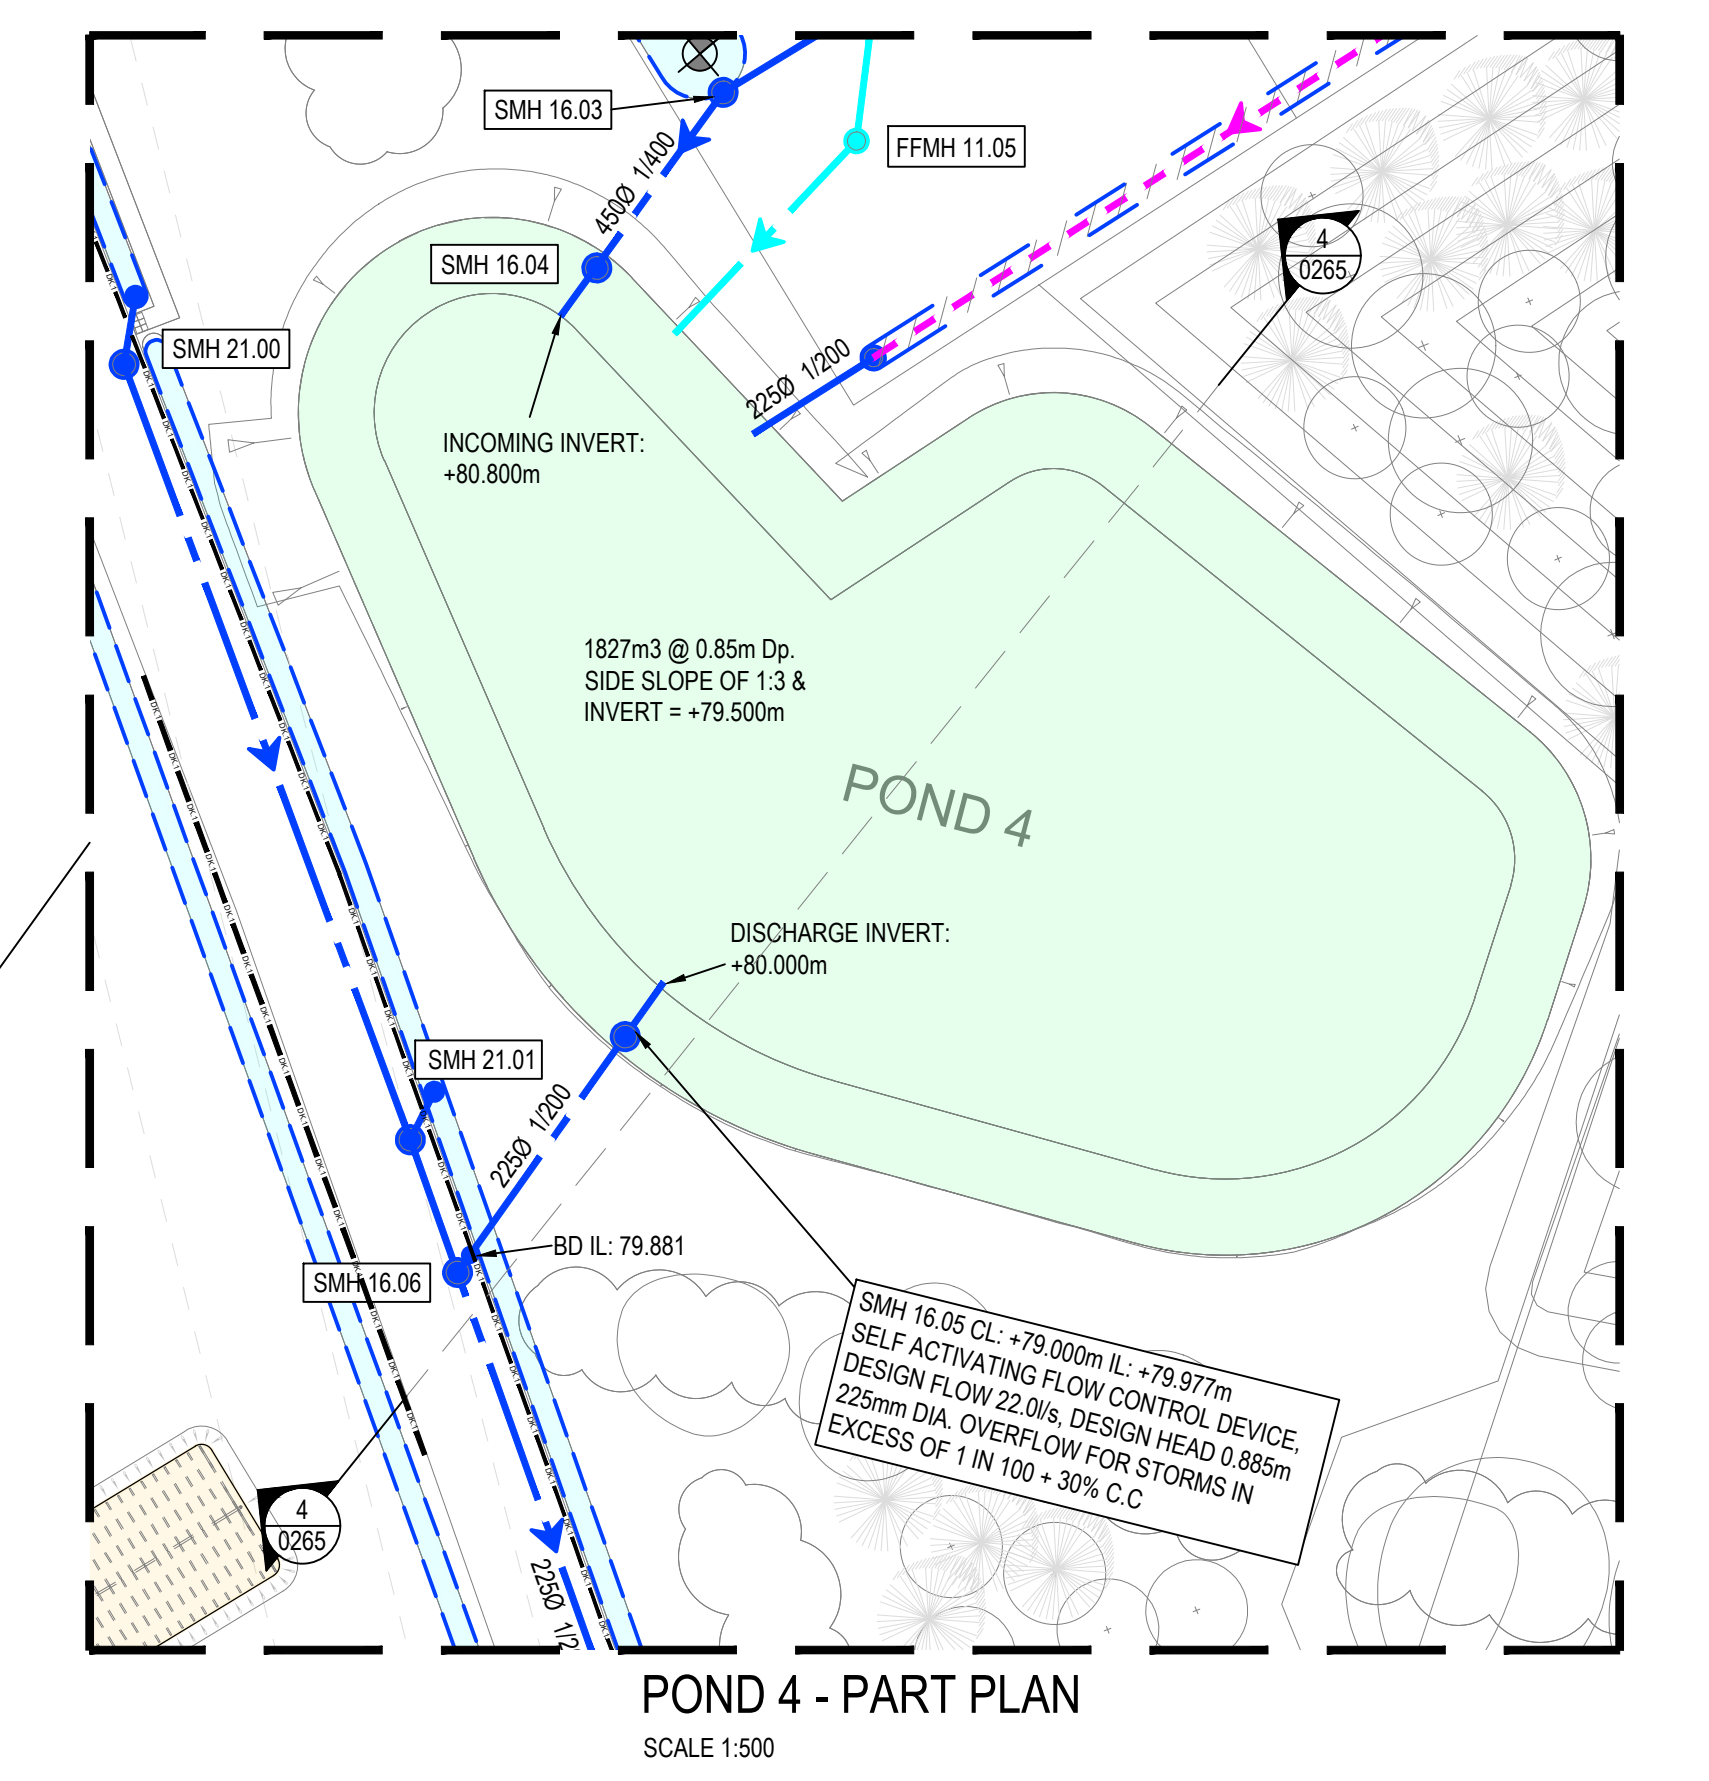 SMH 16.03
FFMH 11.05
450Ø 1/400
SMH 16.04
4
0265
SMH 21.00
225Ø 1/200
INCOMING INVERT:
+80.800m
1827m3 @ 0.85m Dp.
SIDE SLOPE OF 1:3 &
INVERT = +79.500m
POND 4
DISCHARGE INVERT:
+80.000m
SMH 21.01
225Ø 1/200
BD IL: 79.881
SMH 16.06
SMH 16.05 CL: +79.000m IL: +79.977m
SELF ACTIVATING FLOW CONTROL DEVICE,
DESIGN FLOW 22.0l/s, DESIGN HEAD 0.885m
225mm DIA. OVERFLOW FOR STORMS IN
EXCESS OF 1 IN 100 + 30% C.C
4
0265
225Ø 1/2
POND 4 - PART PLAN
SCALE 1:500